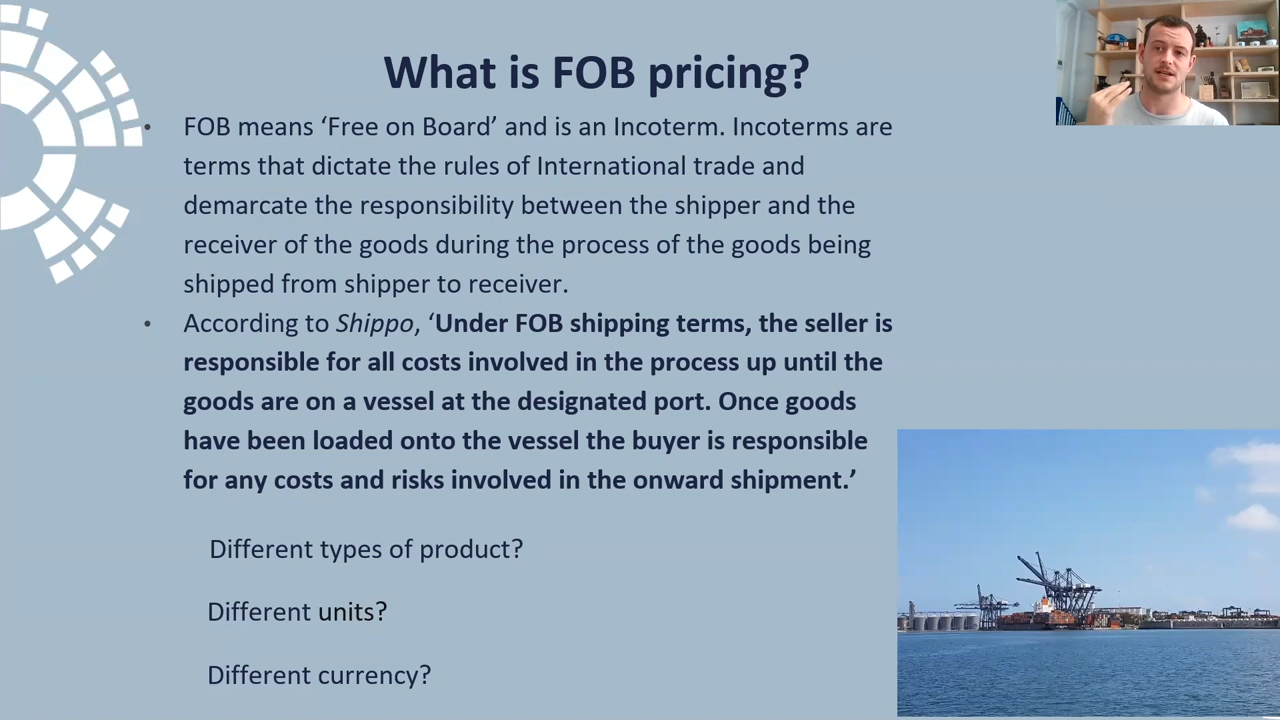 What is FOB pricing?
• FOB means ‘Free on Board’ and is an Incoterm. Incoterms are
terms that dictate the rules of International trade and
demarcate the responsibility between the shipper and the
receiver of the goods during the process of the goods being
shipped from shipper to receiver.
• According to Shippo, ‘Under FOB shipping terms, the seller is
responsible for all costs involved in the process up until the
goods are on a vessel at the designated port. Once goods
have been loaded onto the vessel the buyer is responsible
for any costs and risks involved in the onward shipment.’
Different types of product?
Different units?
Different currency?